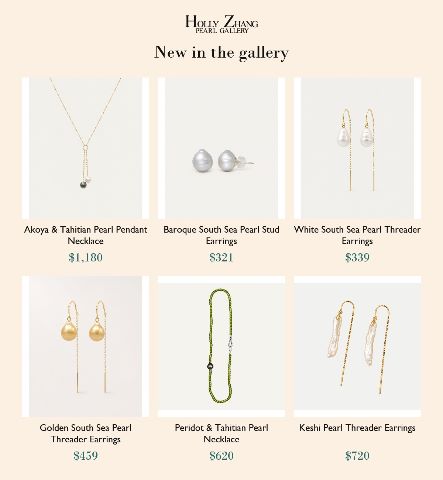 Holly Zhang
PEARL GALLERY
New in the gallery
Akoya & Tahitian Pearl Pendant
Necklace
$1,180
Baroque South Sea Pearl Stud
Earrings
$321
White South Sea Pearl Threader
Earrings
$339
Golden South Sea Pearl
Threader Earrings
$459
Peridot & Tahitian Pearl
Necklace
$620
Keshi Pearl Threader Earrings
$720